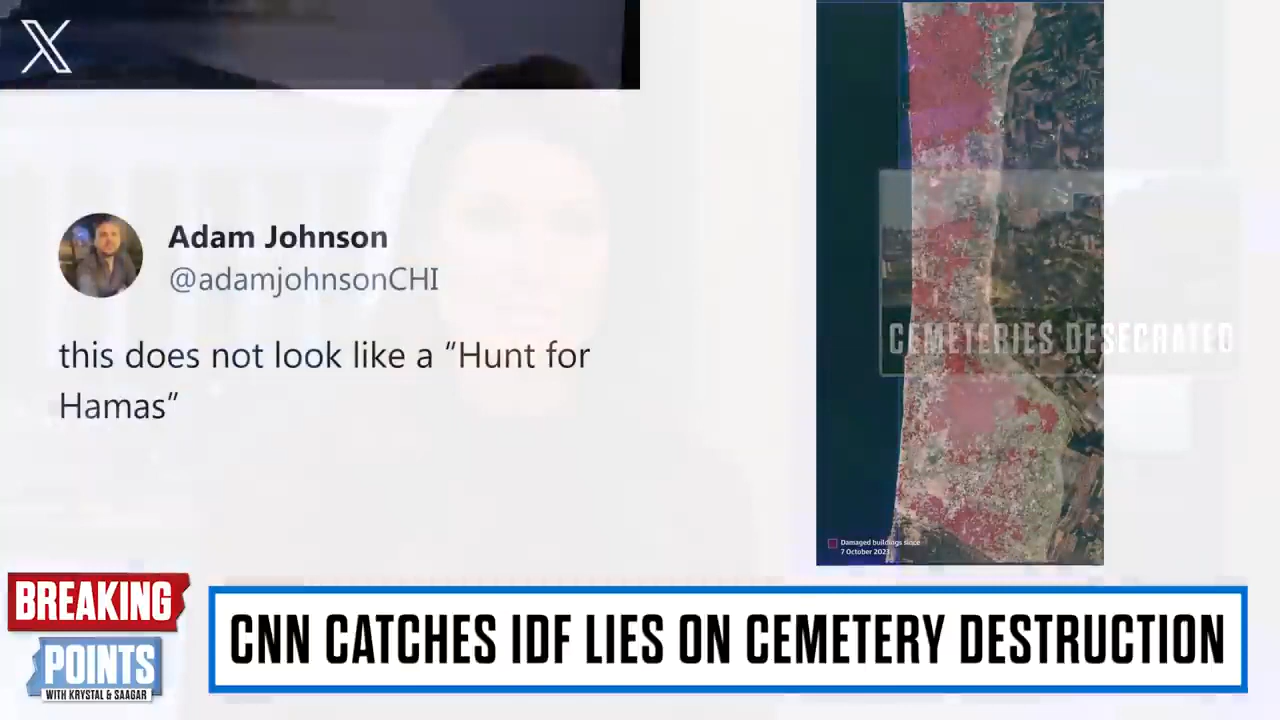 X
Adam Johnson
@adamjohnsonCHI
this does not look like a “Hunt for
Hamas”
CEMETERIES DESECRATED
Damaged buildings since
7 October 2023
BREAKING
POINTS
WITH KRYSTAL & SAAGAR
CNN CATCHES IDF LIES ON CEMETERY DESTRUCTION